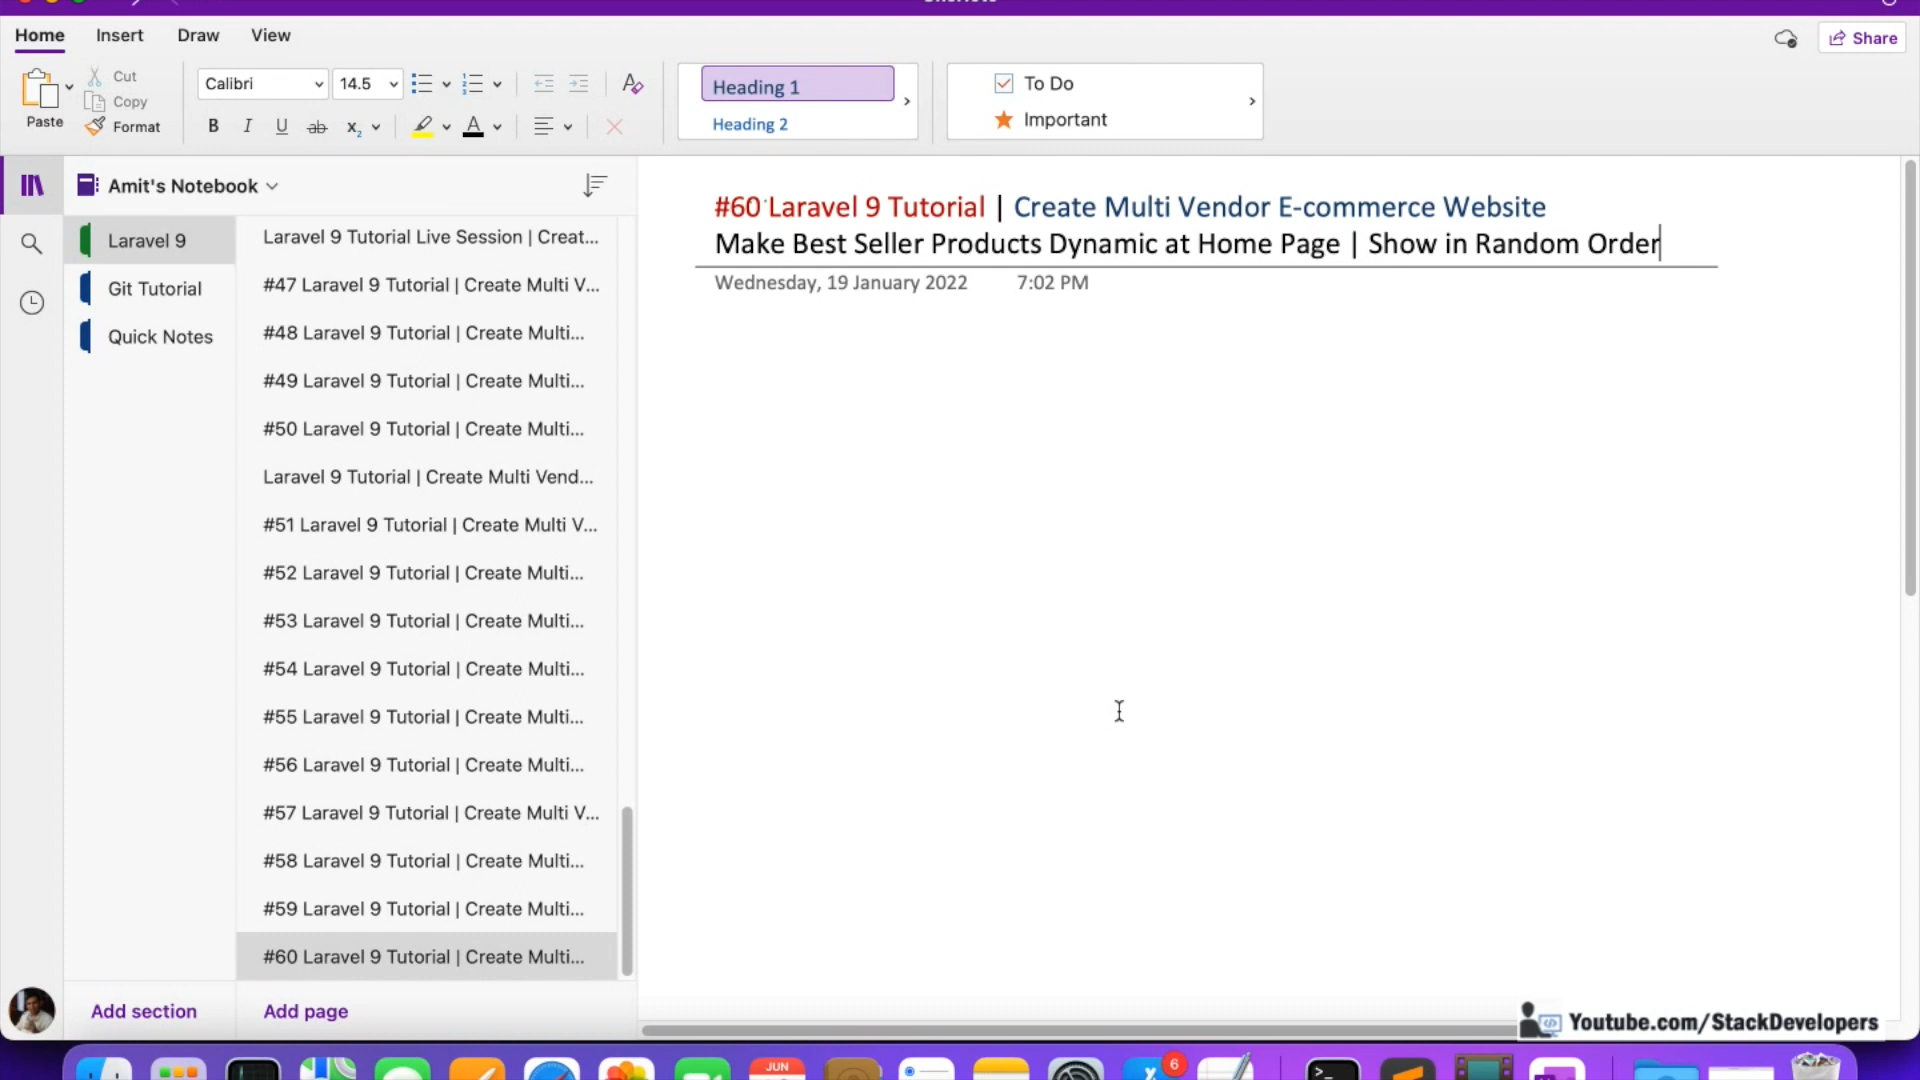 Home Insert Draw View
Share
Cut
Copy
Format
Paste
Calibri 14.5
B I U ab x₂ A
Heading 1
Heading 2
To Do
Important
Amit's Notebook
Laravel 9
Git Tutorial
Quick Notes
Laravel 9 Tutorial Live Session | Creat...
#47 Laravel 9 Tutorial | Create Multi V...
#48 Laravel 9 Tutorial | Create Multi...
#49 Laravel 9 Tutorial | Create Multi...
#50 Laravel 9 Tutorial | Create Multi...
Laravel 9 Tutorial | Create Multi Vend...
#51 Laravel 9 Tutorial | Create Multi V...
#52 Laravel 9 Tutorial | Create Multi...
#53 Laravel 9 Tutorial | Create Multi...
#54 Laravel 9 Tutorial | Create Multi...
#55 Laravel 9 Tutorial | Create Multi...
#56 Laravel 9 Tutorial | Create Multi...
#57 Laravel 9 Tutorial | Create Multi V...
#58 Laravel 9 Tutorial | Create Multi...
#59 Laravel 9 Tutorial | Create Multi...
#60 Laravel 9 Tutorial | Create Multi...
Add section
Add page
#60 Laravel 9 Tutorial | Create Multi Vendor E-commerce Website
Make Best Seller Products Dynamic at Home Page | Show in Random Order
Wednesday, 19 January 2022 7:02 PM
Youtube.com/StackDevelopers
JUN
6